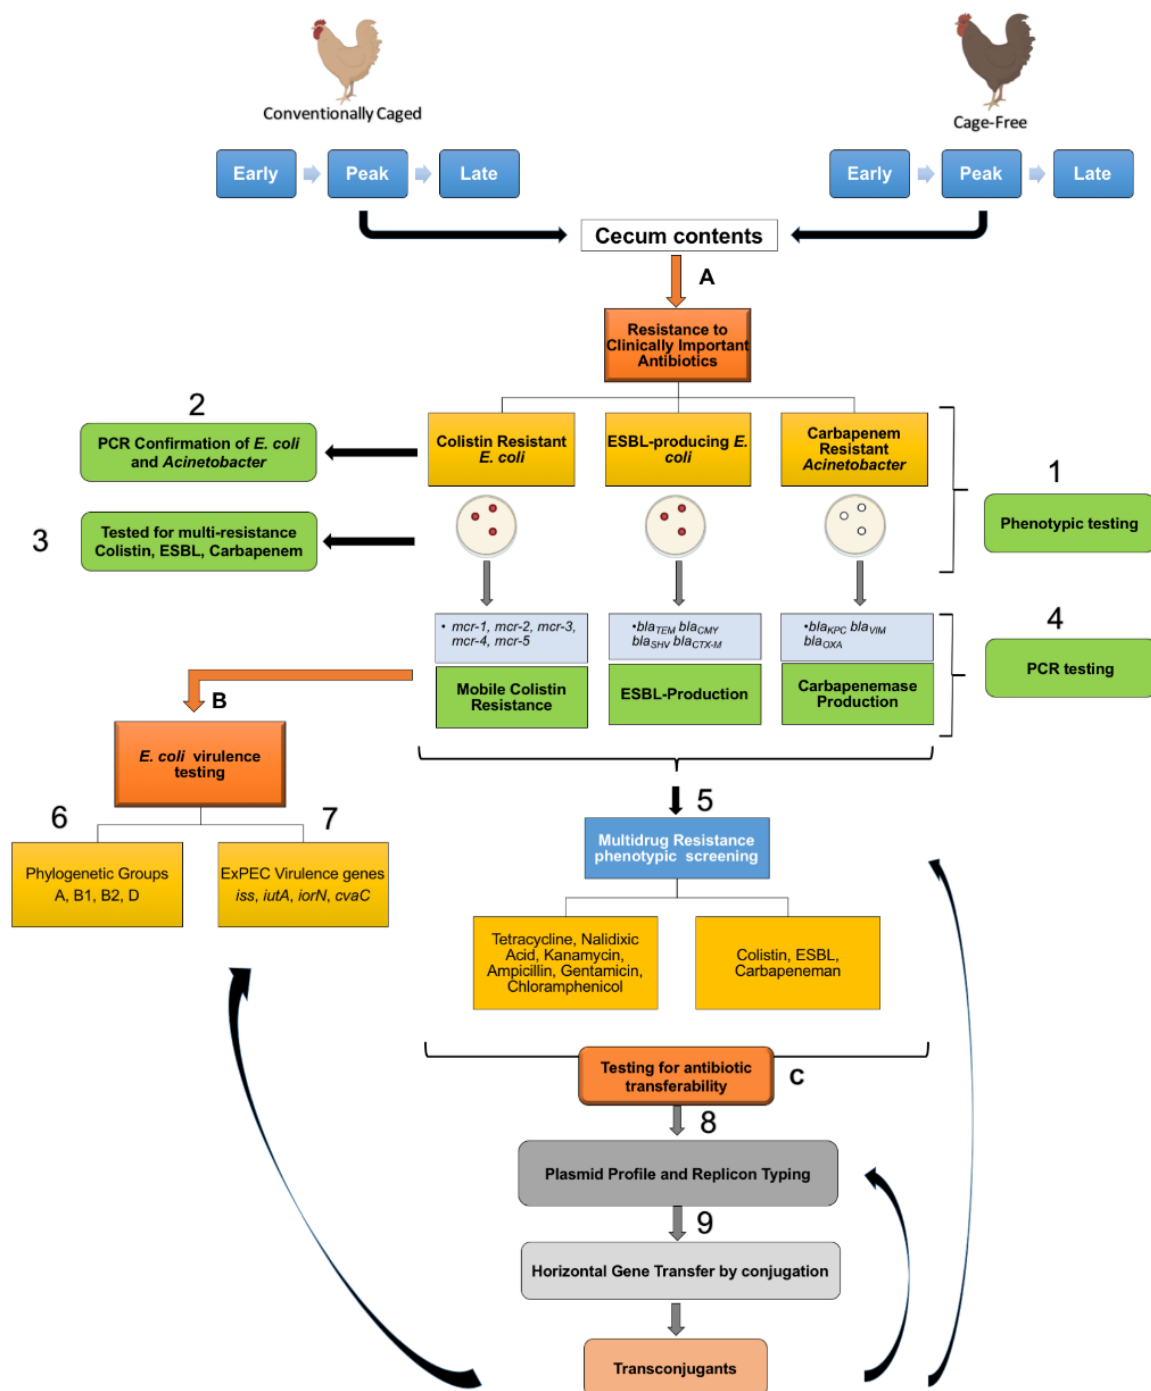 Conventionally Caged
Cage-Free
Early
Peak
Late
Early
Peak
Late
Cecum contents
A
Resistance to
Clinically Important
Antibiotics
2
PCR Confirmation of E. coli
and Acinetobacter
Colistin Resistant
E. coli
ESBL-producing E.
coli
Carbapenem
Resistant
Acinetobacter
1
Phenotypic testing
3
Tested for multi-resistance
Colistin, ESBL, Carbapenem
• mcr-1, mcr-2, mcr-3,
mcr-4, mcr-5
•blaTEM blaCMY
blaSHV blaCTX-M
•blaKPC blaVIM
blaOXA
4
PCR testing
Mobile Colistin
Resistance
ESBL-Production
Carbapenemase
Production
B
E. coli virulence
testing
5
6
7
Multidrug Resistance
phenotypic screening
Phylogenetic Groups
A, B1, B2, D
ExPEC Virulence genes
iss, iutA, iorN, cvaC
Tetracycline, Nalidixic
Acid, Kanamycin,
Ampicillin, Gentamicin,
Chloramphenicol
Colistin, ESBL,
Carbapeneman
Testing for antibiotic
transferability
C
8
Plasmid Profile and Replicon Typing
9
Horizontal Gene Transfer by conjugation
Transconjugants